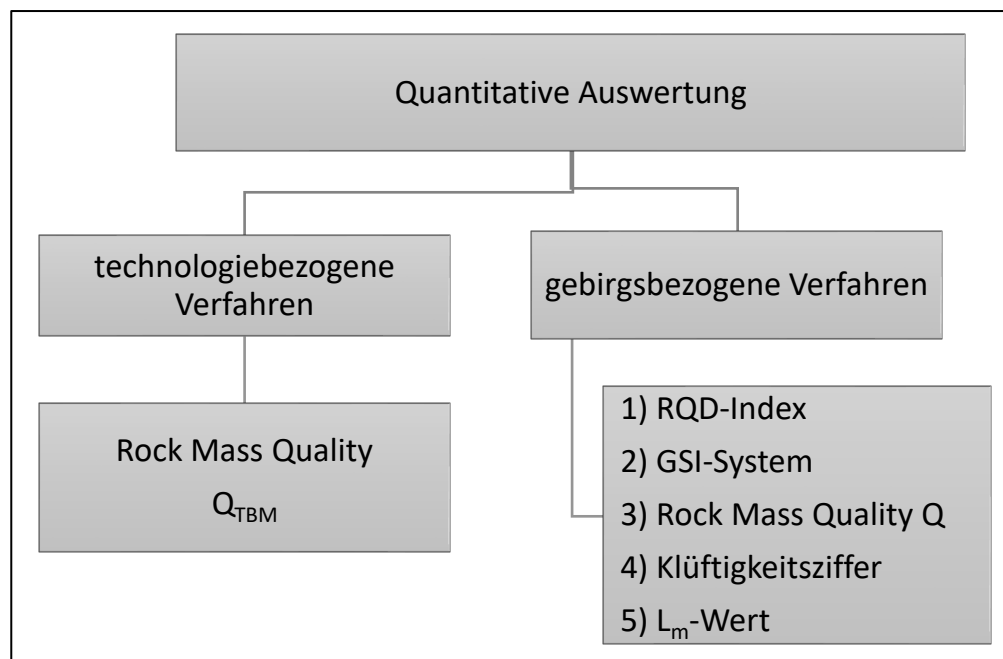 Quantitative Auswertung
technologiebezogene
Verfahren
gebirgsbezogene Verfahren
Rock Mass Quality
QTBM
1) RQD-Index
2) GSI-System
3) Rock Mass Quality Q
4) Klüftigkeitsziffer
5) Lm-Wert